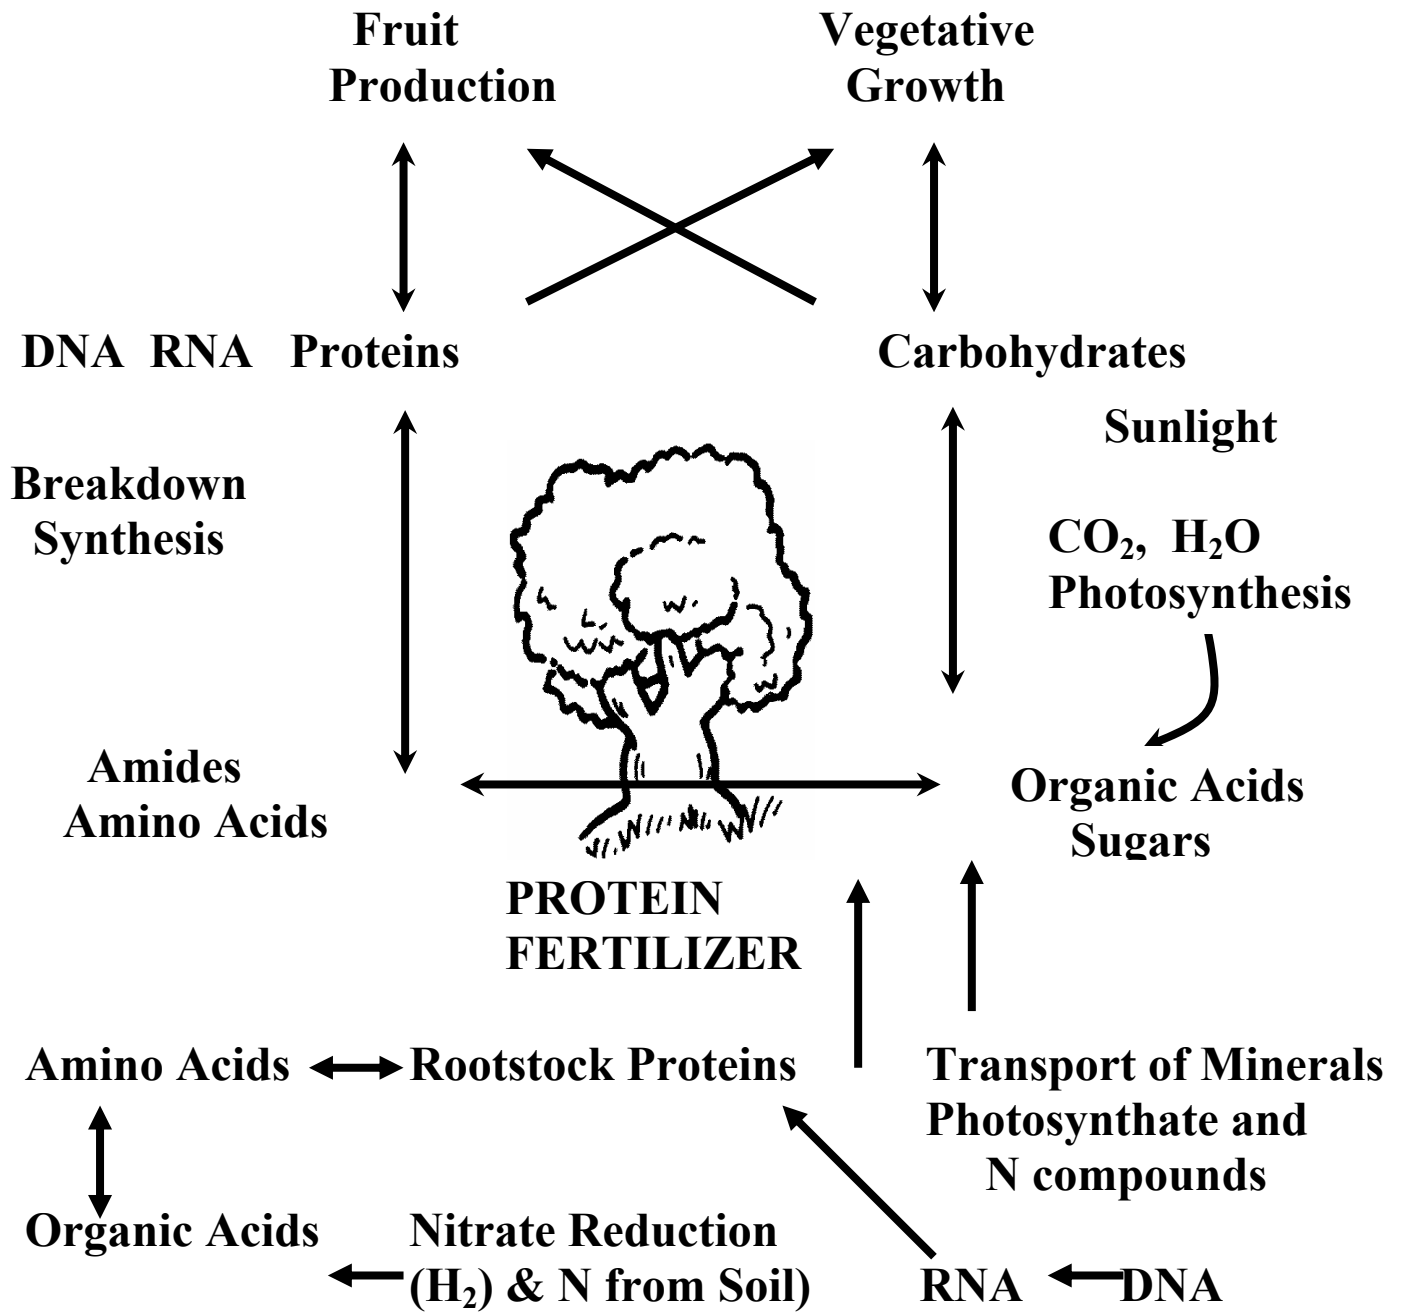 Fruit
Production
Vegetative
Growth
DNA RNA Proteins
Carbohydrates
Sunlight
Breakdown
Synthesis
CO₂, H₂O
Photosynthesis
Amides
Amino Acids
Organic Acids
Sugars
PROTEIN
FERTILIZER
Amino Acids
Rootstock Proteins
Transport of Minerals
Photosynthate and
N compounds
Organic Acids
Nitrate Reduction
(H₂) & N from Soil)
RNA
DNA